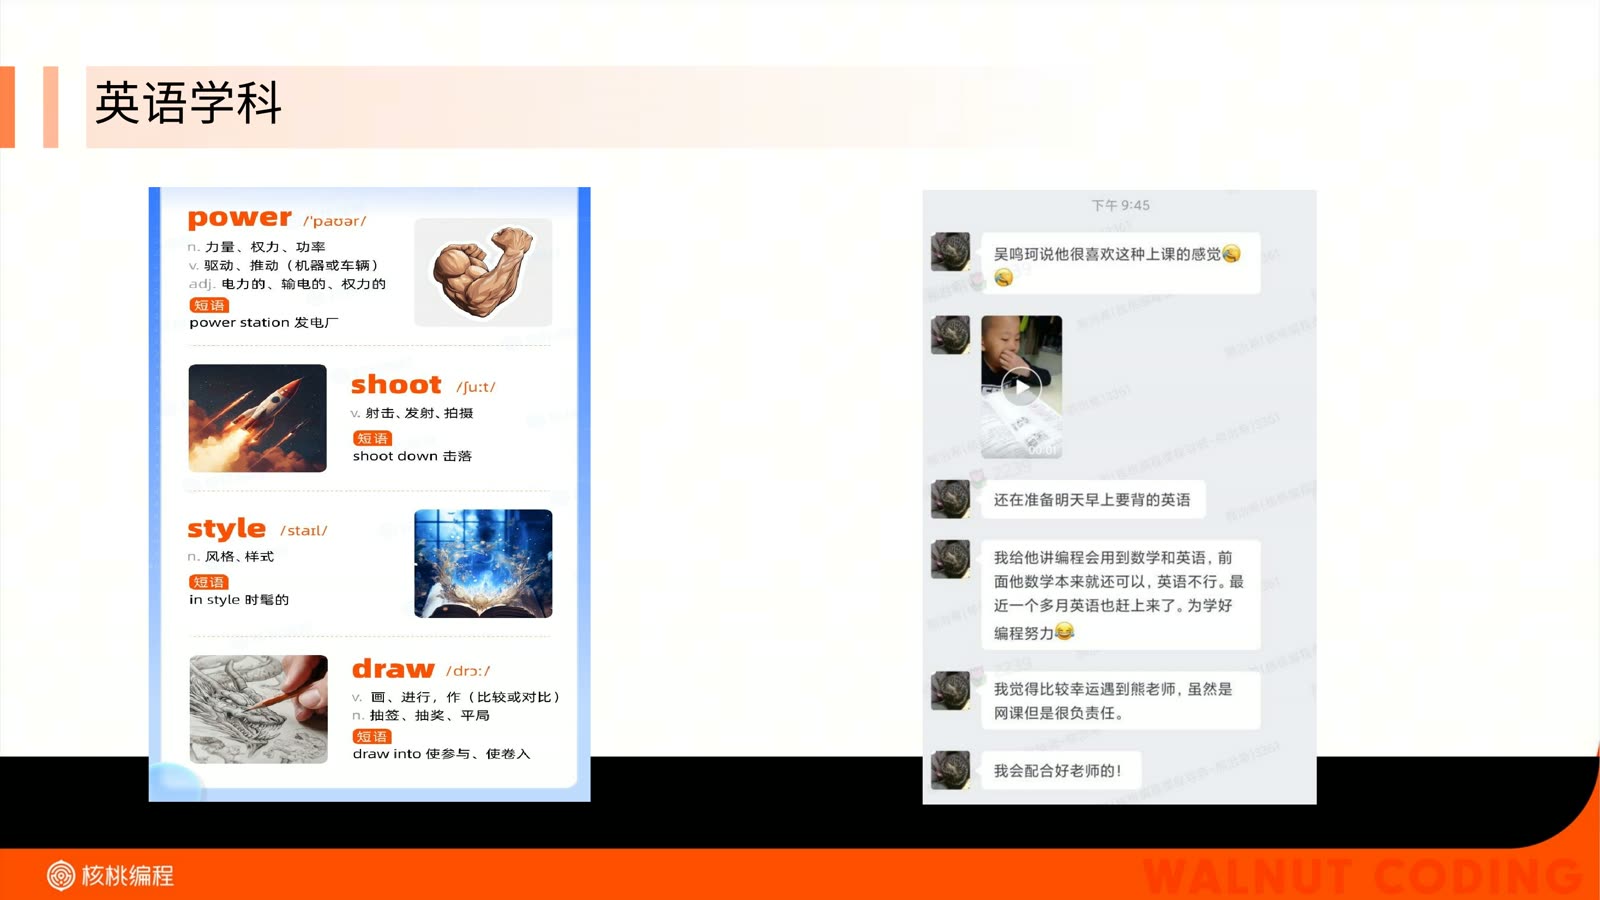 英语学科
power /ˈpaʊər/
n. 力量、权力、功率
v. 驱动、推动（机器或车辆）
adj. 电力的、输电的、权力的
短语
power station 发电厂
shoot /ʃuːt/
v. 射击、发射、拍摄
短语
shoot down 击落
style /staɪl/
n. 风格、样式
短语
in style 时髦的
draw /drɔː/
v. 画、进行，作（比较或对比）
n. 抽签、抽奖、平局
短语
draw into 使参与、使卷入
下午 9:45
吴鸣珂说他很喜欢这种上课的感觉
00:01
还在准备明天早上要背的英语
我给他讲编程会用到数学和英语，前
面他数学本来就还可以，英语不行。最
近一个多月英语也赶上来了。为学好
编程努力
我觉得比较幸运遇到熊老师，虽然是
网课但是很负责任。
我会配合好老师的！
核桃编程
WALNUT CODING